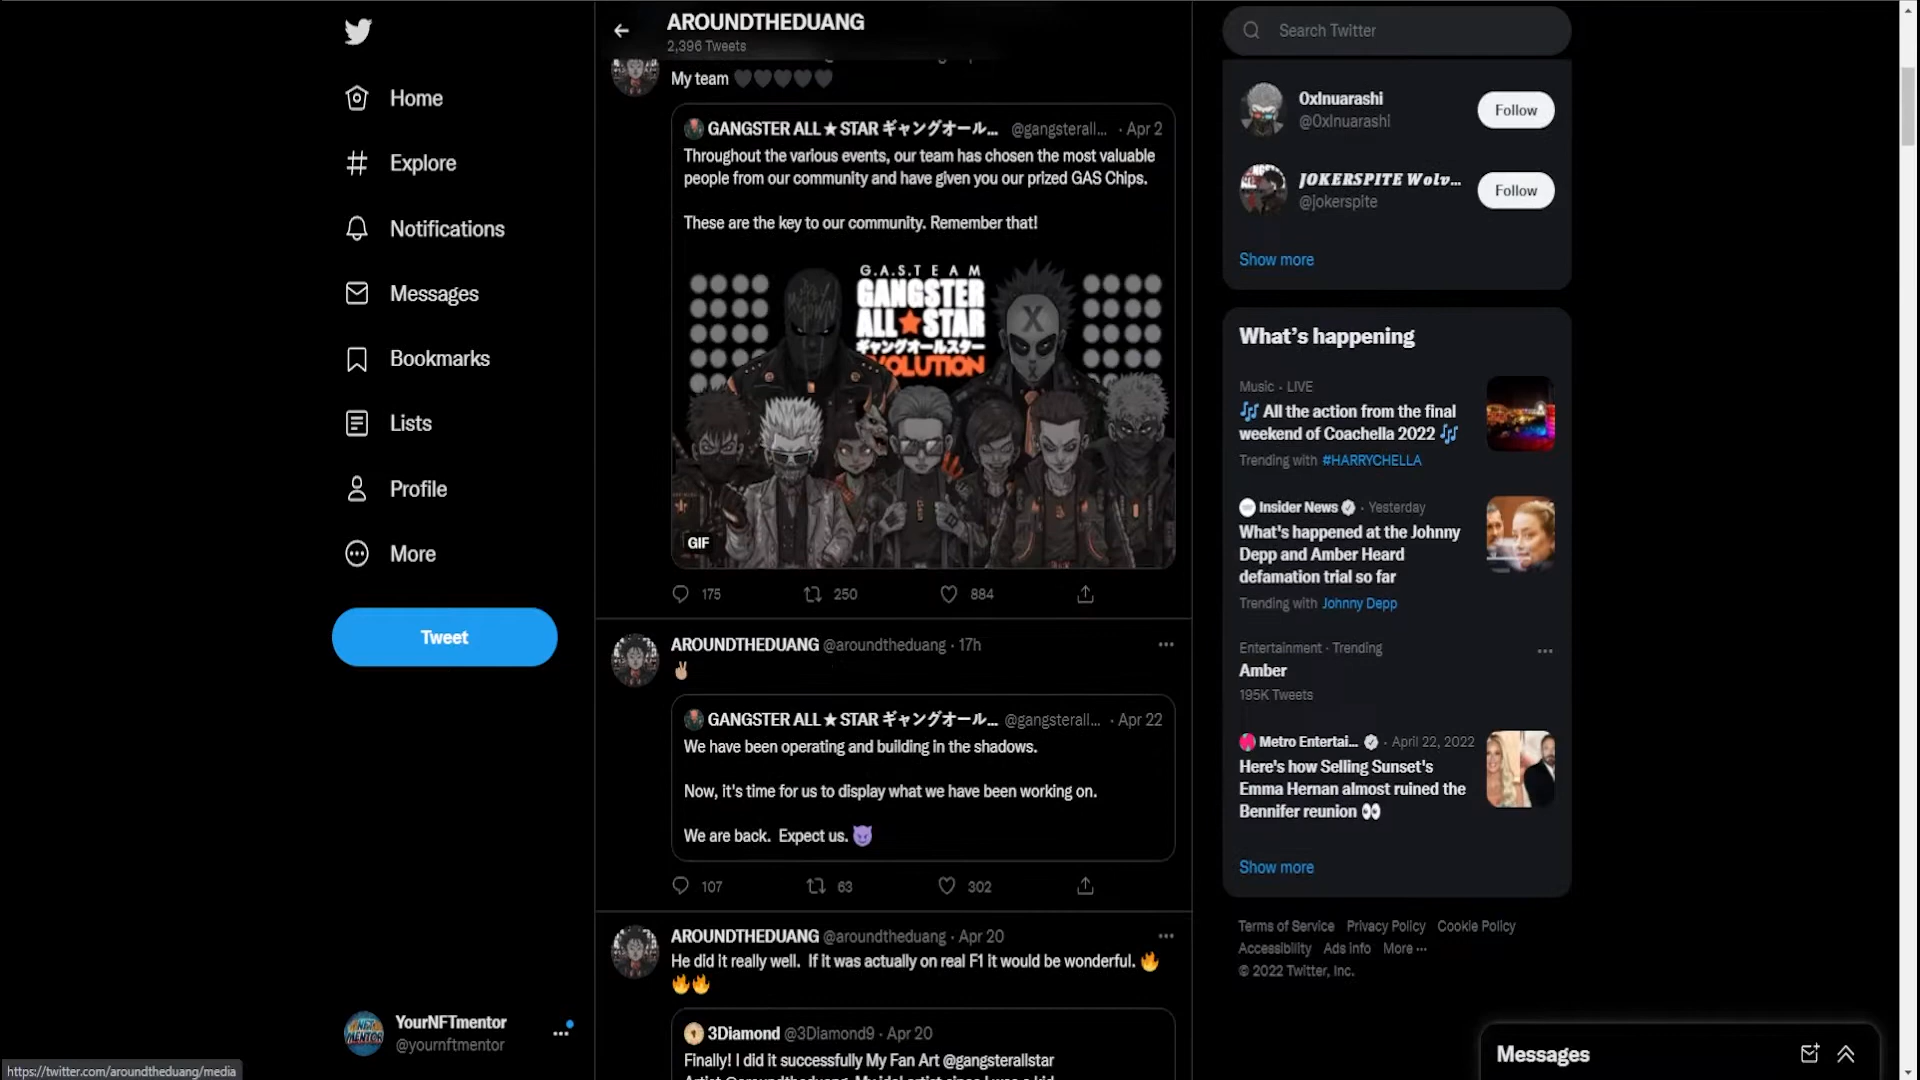 Home
Explore
Notifications
Messages
Bookmarks
Lists
Profile
More
Tweet
YourNFTmentor
@yournftmentor
https://twitter.com/aroundtheduang/media
AROUNDTHEDUANG
2,396 Tweets
My team 🖤🖤🖤🖤🖤
GANGSTER ALL★STAR ギャングオール... @gangsterall... · Apr 2
Throughout the various events, our team has chosen the most valuable
people from our community and have given you our prized GAS Chips.
These are the key to our community. Remember that!
G.A.S.TEAM
GANGSTER
ALL★STAR
ギャングオールスター
OLUTION
X
GIF
175 250 884
AROUNDTHEDUANG @aroundtheduang · 17h
✌🏼
GANGSTER ALL★STAR ギャングオール... @gangsterall... · Apr 22
We have been operating and building in the shadows.
Now, it's time for us to display what we have been working on.
We are back. Expect us. 😈
107 63 302
AROUNDTHEDUANG @aroundtheduang · Apr 20
He did it really well. If it was actually on real F1 it would be wonderful. 🔥
🔥🔥
3Diamond @3DIamond9 · Apr 20
Finally! I did it successfully My Fan Art @gangsterallstar
Search Twitter
0xInuarashi
@0xInuarashi
Follow
JOKERSPITE Wolv...
@jokerspite
Follow
Show more
What's happening
Music · LIVE
🎶 All the action from the final
weekend of Coachella 2022 🎶
Trending with #HARRYCHELLA
Insider News · Yesterday
What's happened at the Johnny
Depp and Amber Heard
defamation trial so far
Trending with Johnny Depp
Entertainment · Trending
Amber
195K Tweets
Metro Entertai... · April 22, 2022
Here's how Selling Sunset's
Emma Hernan almost ruined the
Bennifer reunion 👀
Show more
Terms of Service Privacy Policy Cookie Policy
Accessibility Ads info More ···
© 2022 Twitter, Inc.
Messages